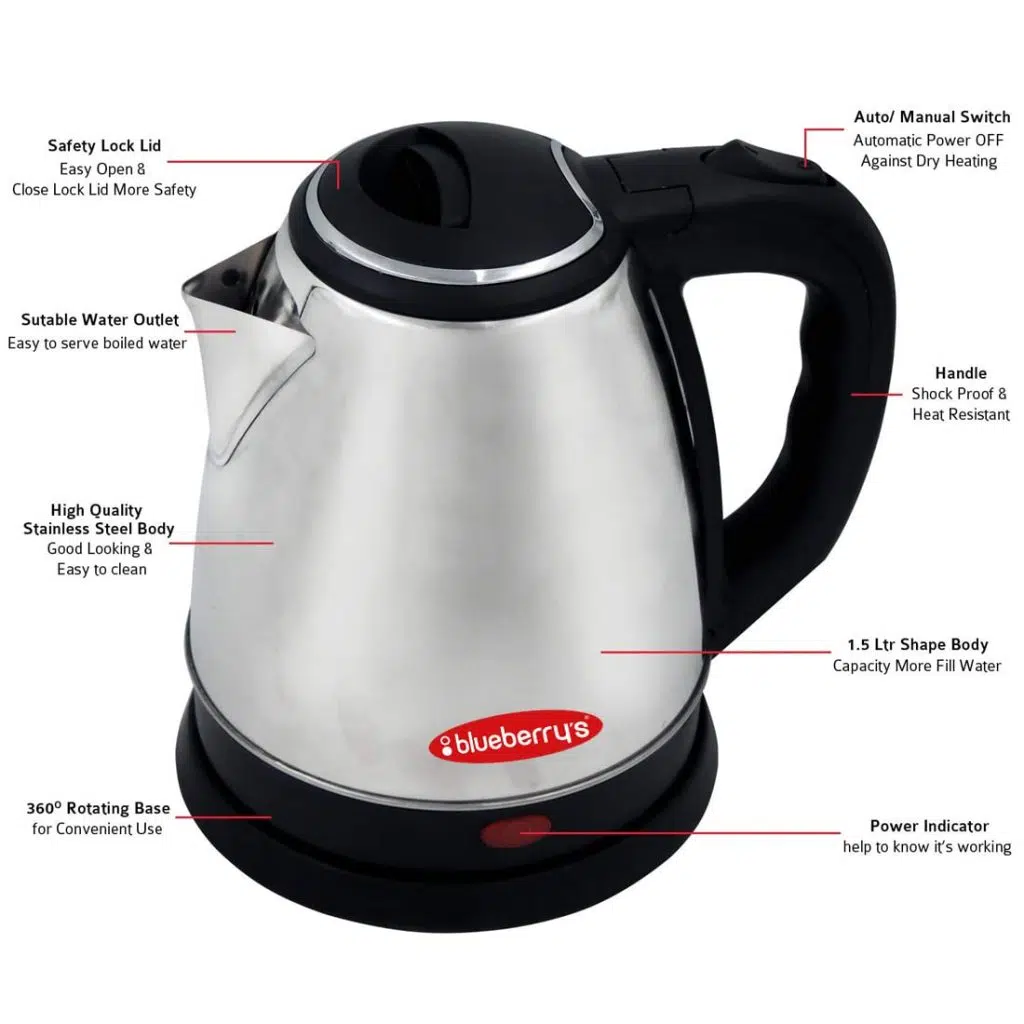 Safety Lock Lid
Easy Open &
Close Lock Lid More Safety
Auto/ Manual Switch
Automatic Power OFF
Against Dry Heating
Sutable Water Outlet
Easy to serve boiled water
Handle
Shock Proof &
Heat Resistant
High Quality
Stainless Steel Body
Good Looking &
Easy to clean
1.5 Ltr Shape Body
Capacity More Fill Water
blueberry's®
360⁰ Rotating Base
for Convenient Use
Power Indicator
help to know it's working